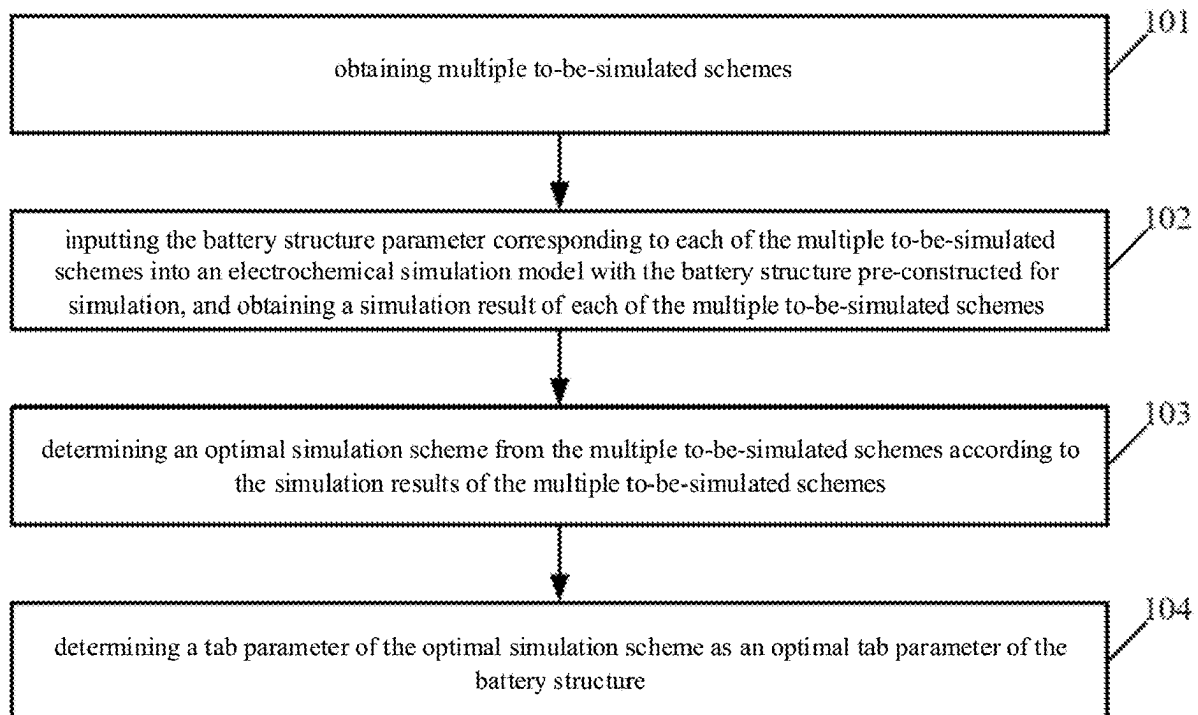 101
obtaining multiple to-be-simulated schemes
102
inputting the battery structure parameter corresponding to each of the multiple to-be-simulated
schemes into an electrochemical simulation model with the battery structure pre-constructed for
simulation, and obtaining a simulation result of each of the multiple to-be-simulated schemes
103
determining an optimal simulation scheme from the multiple to-be-simulated schemes according to
the simulation results of the multiple to-be-simulated schemes
104
determining a tab parameter of the optimal simulation scheme as an optimal tab parameter of the
battery structure